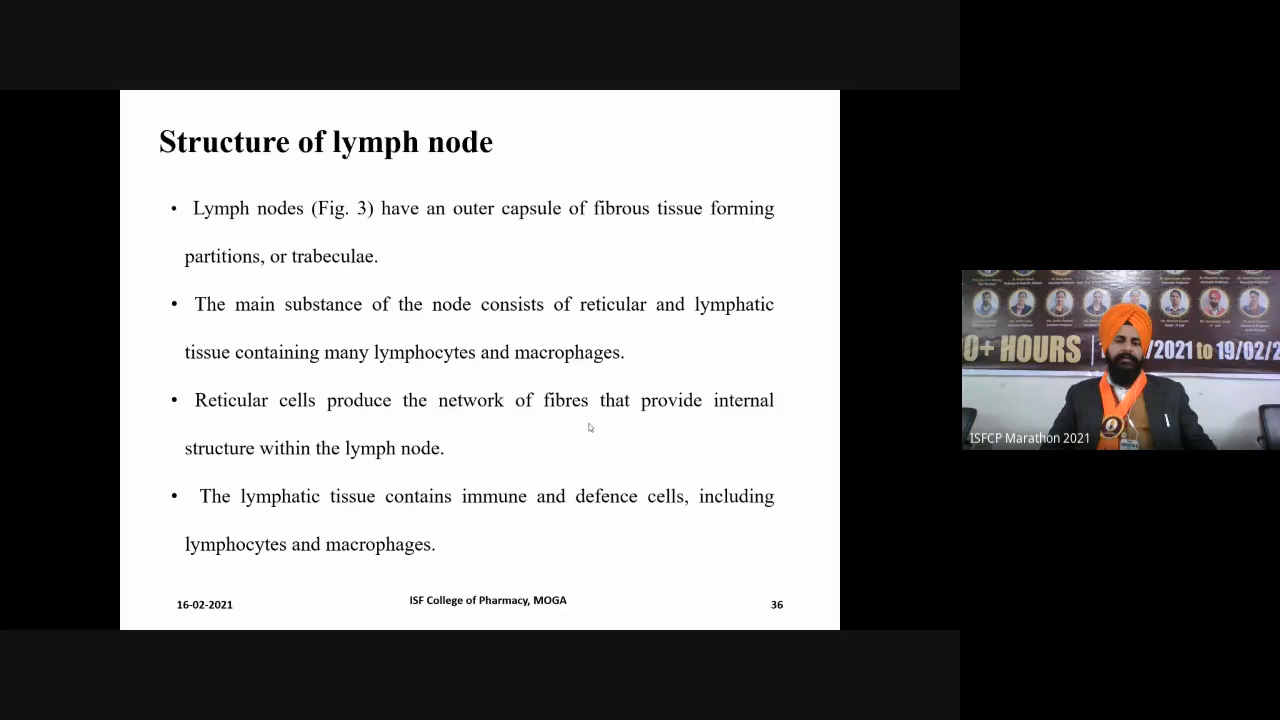 Structure of lymph node
• Lymph nodes (Fig. 3) have an outer capsule of fibrous tissue forming
partitions, or trabeculae.
• The main substance of the node consists of reticular and lymphatic
tissue containing many lymphocytes and macrophages.
• Reticular cells produce the network of fibres that provide internal
structure within the lymph node.
• The lymphatic tissue contains immune and defence cells, including
lymphocytes and macrophages.
16-02-2021
ISF College of Pharmacy, MOGA
36
HOURS
/2021 to 19/02/2
ISFCP Marathon 2021